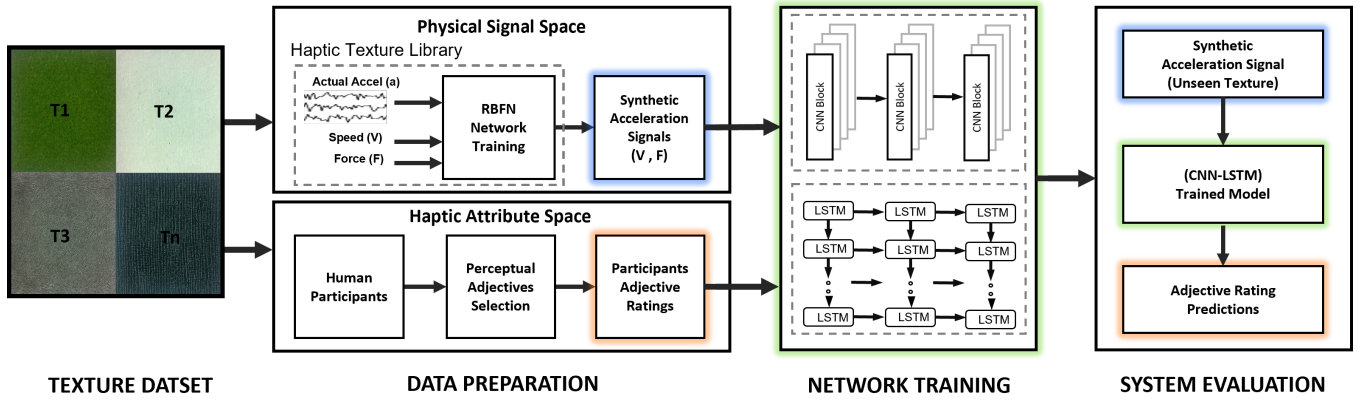 T1
T2
T3
Tn
TEXTURE DATSET
Physical Signal Space
Haptic Texture Library
Actual Accel (a)
Speed (V)
Force (F)
RBFN
Network
Training
Synthetic
Acceleration
Signals
(V , F)
Haptic Attribute Space
Human
Participants
Perceptual
Adjectives
Selection
Participants
Adjective
Ratings
DATA PREPARATION
CNN Block
CNN Block
CNN Block
LSTM
LSTM
LSTM
LSTM
LSTM
LSTM
LSTM
LSTM
LSTM
NETWORK TRAINING
Synthetic
Acceleration Signal
(Unseen Texture)
(CNN-LSTM)
Trained Model
Adjective Rating
Predictions
SYSTEM EVALUATION